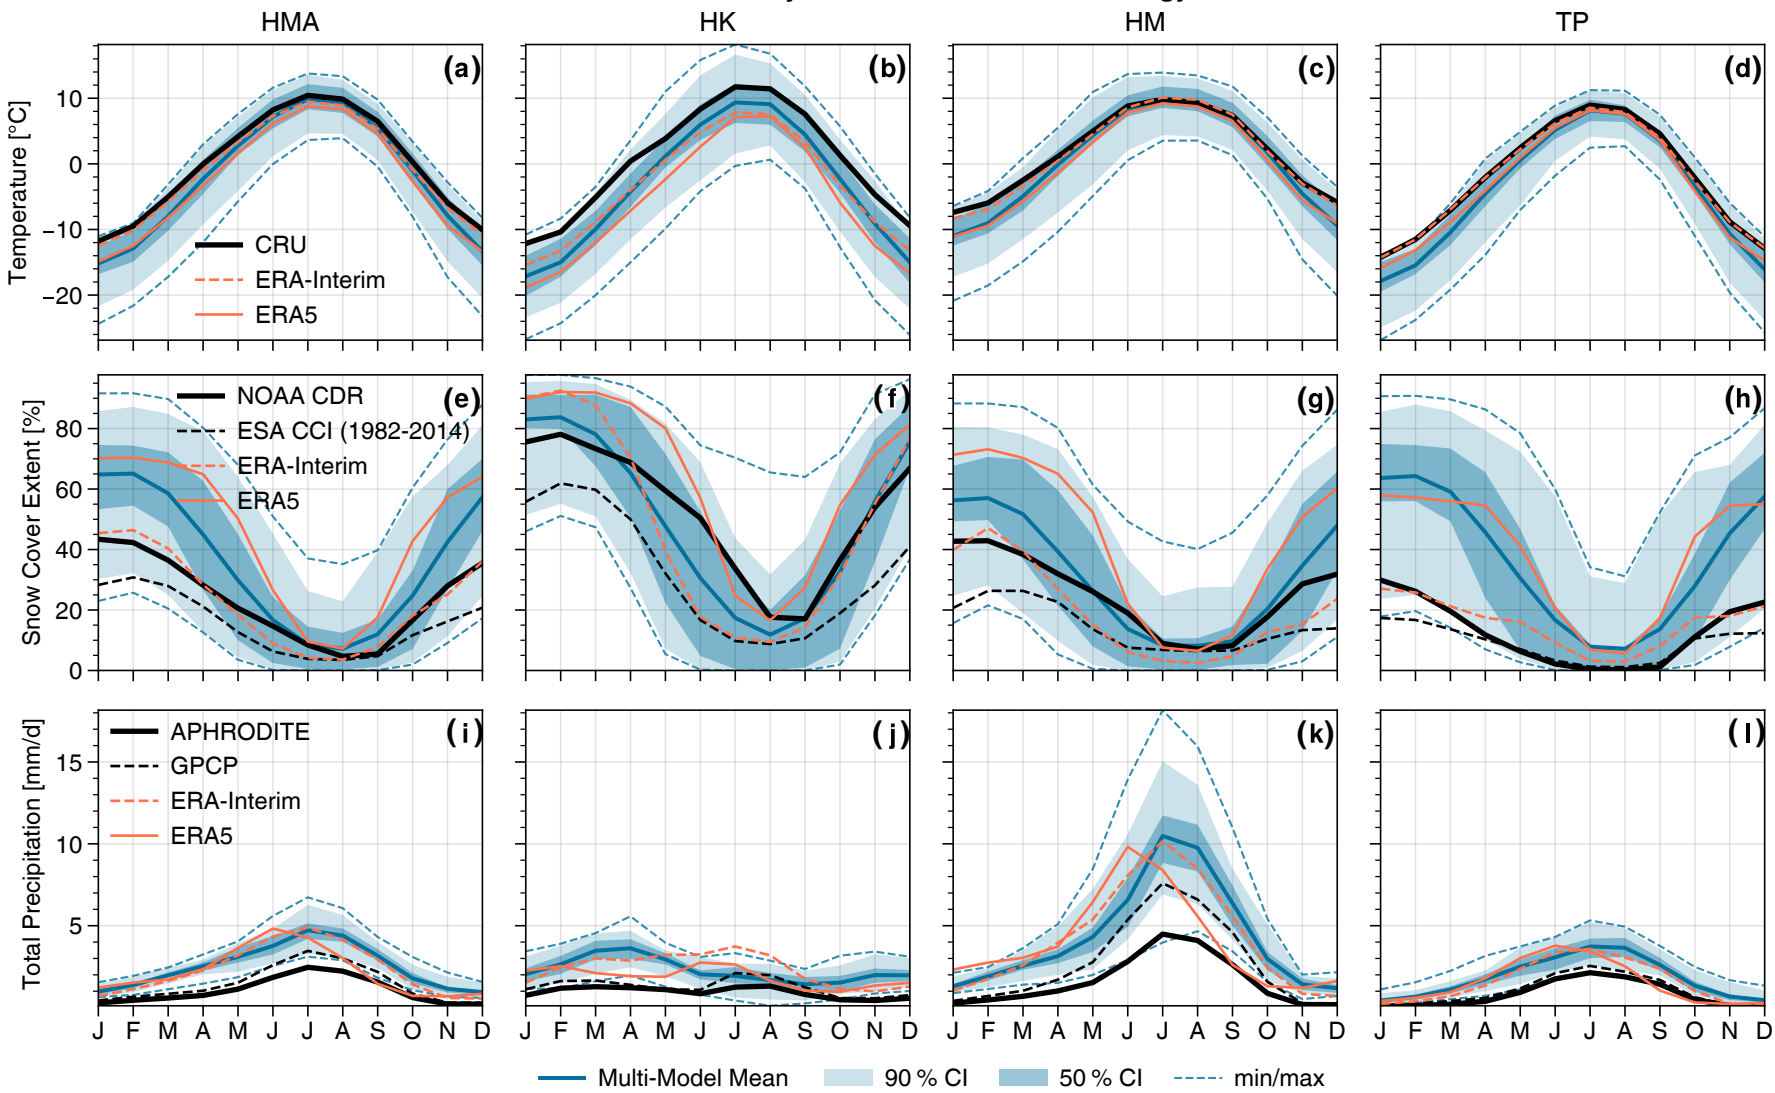 HMA HK HM TP
(a) (b) (c) (d)
Temperature [°C]
10
0
−10
−20
CRU
ERA-Interim
ERA5
(e) (f) (g) (h)
Snow Cover Extent [%]
80
60
40
20
0
NOAA CDR
ESA CCI (1982-2014)
ERA-Interim
ERA5
(i) (j) (k) (l)
Total Precipitation [mm/d]
15
10
5
APHRODITE
GPCP
ERA-Interim
ERA5
J F M A M J J A S O N D J F M A M J J A S O N D J F M A M J J A S O N D J F M A M J J A S O N D
Multi-Model Mean 90 % CI 50 % CI min/max